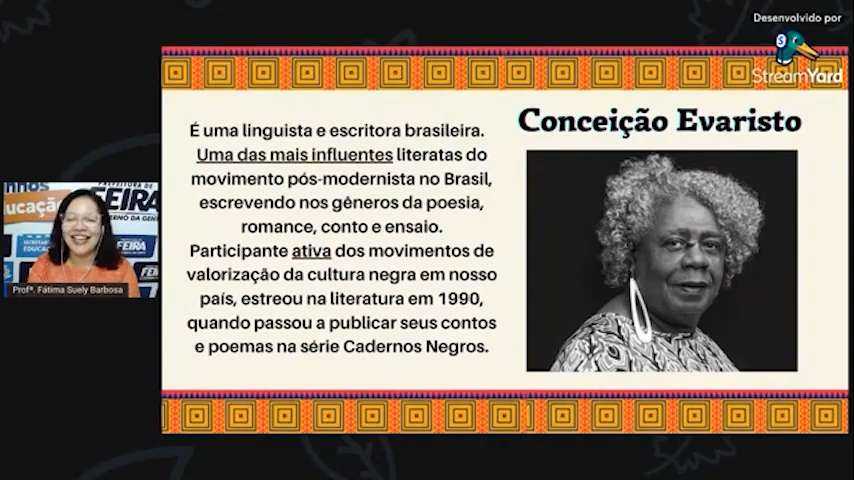 Desenvolvido por
StreamYard
Conceição Evaristo
É uma linguista e escritora brasileira.
Uma das mais influentes literatas do
movimento pós-modernista no Brasil,
escrevendo nos gêneros da poesia,
romance, conto e ensaio.
Participante ativa dos movimentos de
valorização da cultura negra em nosso
país, estreou na literatura em 1990,
quando passou a publicar seus contos
e poemas na série Cadernos Negros.
PREFEITURA DE
FEIRA
FEIRA
Profª. Fátima Suely Barbosa